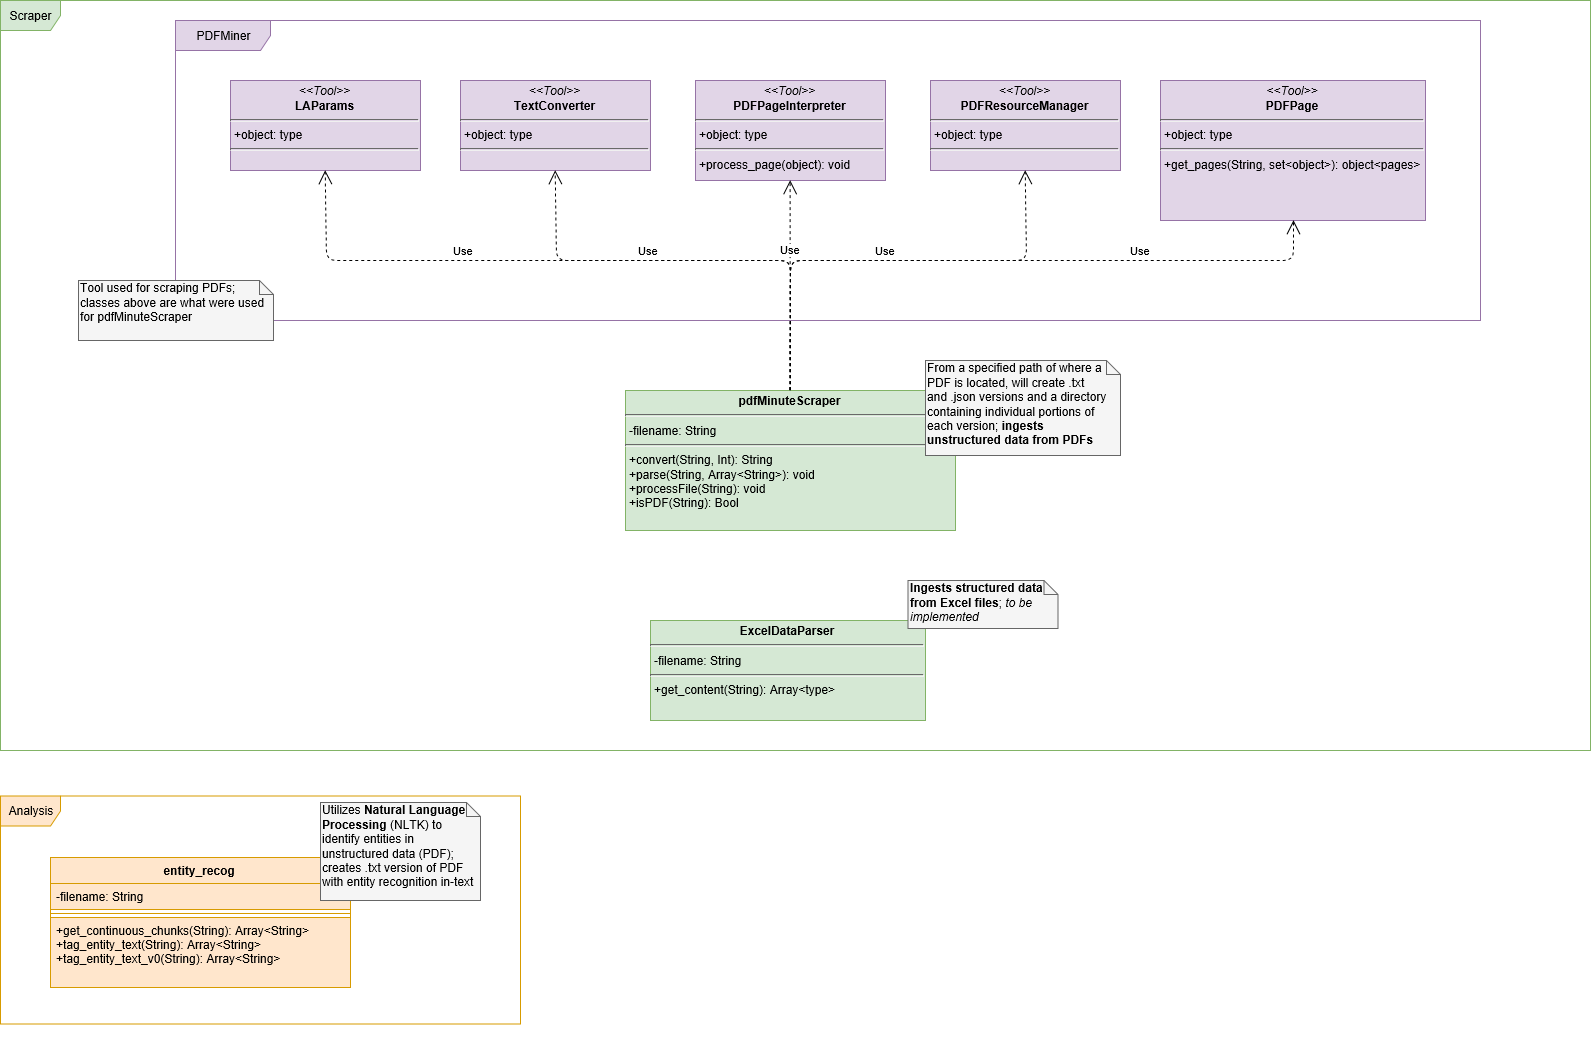 Scraper
PDFMiner
<<Tool>>
LAParams
+object: type
<<Tool>>
TextConverter
+object: type
<<Tool>>
PDFPageInterpreter
+object: type
+process_page(object): void
<<Tool>>
PDFResourceManager
+object: type
<<Tool>>
PDFPage
+object: type
+get_pages(String, set<object>): object<pages>
Use
Use
Use
Use
Use
Tool used for scraping PDFs;
classes above are what were used
for pdfMinuteScraper
pdfMinuteScraper
-filename: String
+convert(String, Int): String
+parse(String, Array<String>): void
+processFile(String): void
+isPDF(String): Bool
From a specified path of where a
PDF is located, will create .txt
and .json versions and a directory
containing individual portions of
each version; ingests
unstructured data from PDFs
Ingests structured data
from Excel files; to be
implemented
ExcelDataParser
-filename: String
+get_content(String): Array<type>
Analysis
Utilizes Natural Language
Processing (NLTK) to
identify entities in
unstructured data (PDF);
creates .txt version of PDF
with entity recognition in-text
entity_recog
-filename: String
+get_continuous_chunks(String): Array<String>
+tag_entity_text(String): Array<String>
+tag_entity_text_v0(String): Array<String>